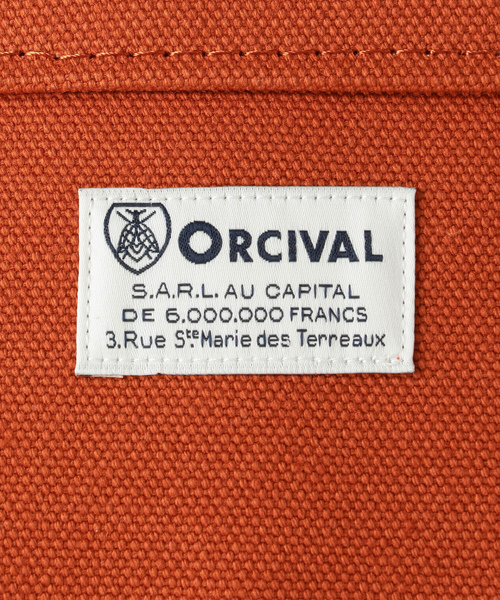 ORCIVAL
S.A.R.L. AU CAPITAL
DE 6.000.000 FRANCS
3.Rue Ste Marie des Terreaux